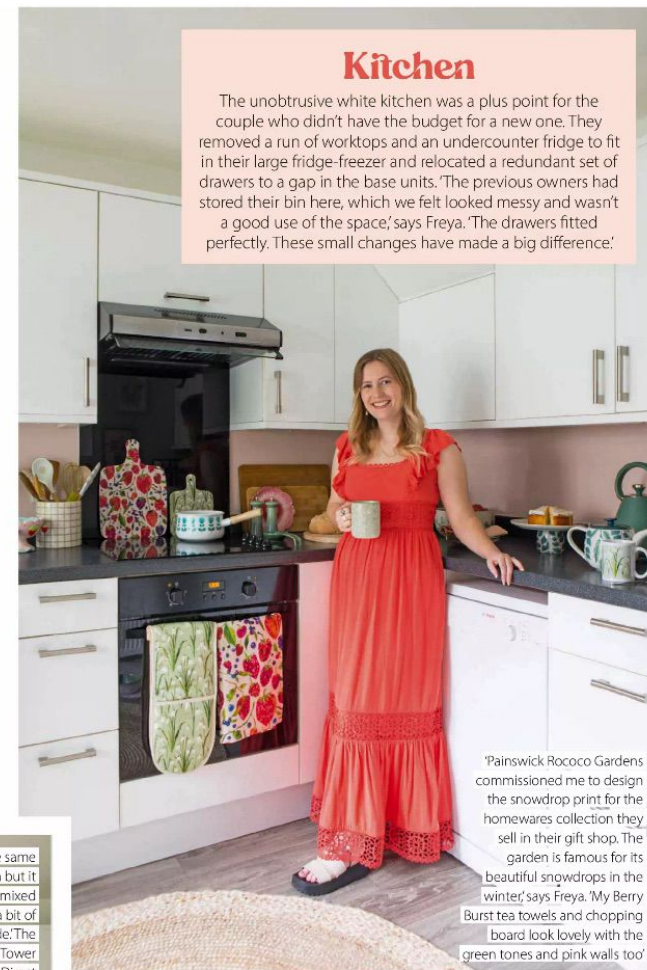 Kitchen
The unobtrusive white kitchen was a plus point for the
couple who didn't have the budget for a new one. They
removed a run of worktops and an undercounter fridge to fit
in their large fridge-freezer and relocated a redundant set of
drawers to a gap in the base units. 'The previous owners had
stored their bin here, which we felt looked messy and wasn't
a good use of the space,' says Freya. 'The drawers fitted
perfectly. These small changes have made a big difference.'
'Painswick Rococo Gardens
commissioned me to design
the snowdrop print for the
homewares collection they
sell in their gift shop. The
garden is famous for its
beautiful snowdrops in the
winter,' says Freya. 'My Berry
Burst tea towels and chopping
board look lovely with the
green tones and pink walls too'
same
but it
mixed
bit of
The
Tower